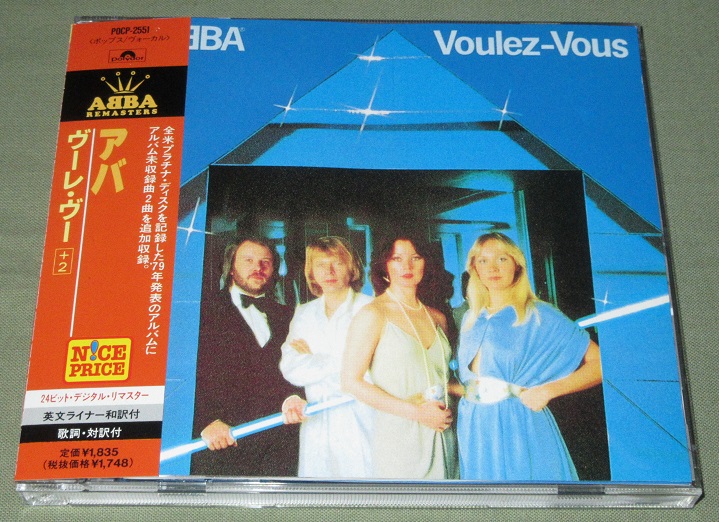 POCP-2551
〈ポップス/ヴォーカル〉
polydor
ABBA
REMASTERS
アバ
ヴーレ・ヴー
+2
全米プラチナ・ディスクを記録した'79年発表のアルバムに
アルバム未収録曲2曲を追加収録。
N!CE
PRICE
24ビット・デジタル・リマスター
英文ライナー和訳付
歌詞・対訳付
定価¥1,835
(税抜価格¥1,748)
BBA®
Voulez-Vous